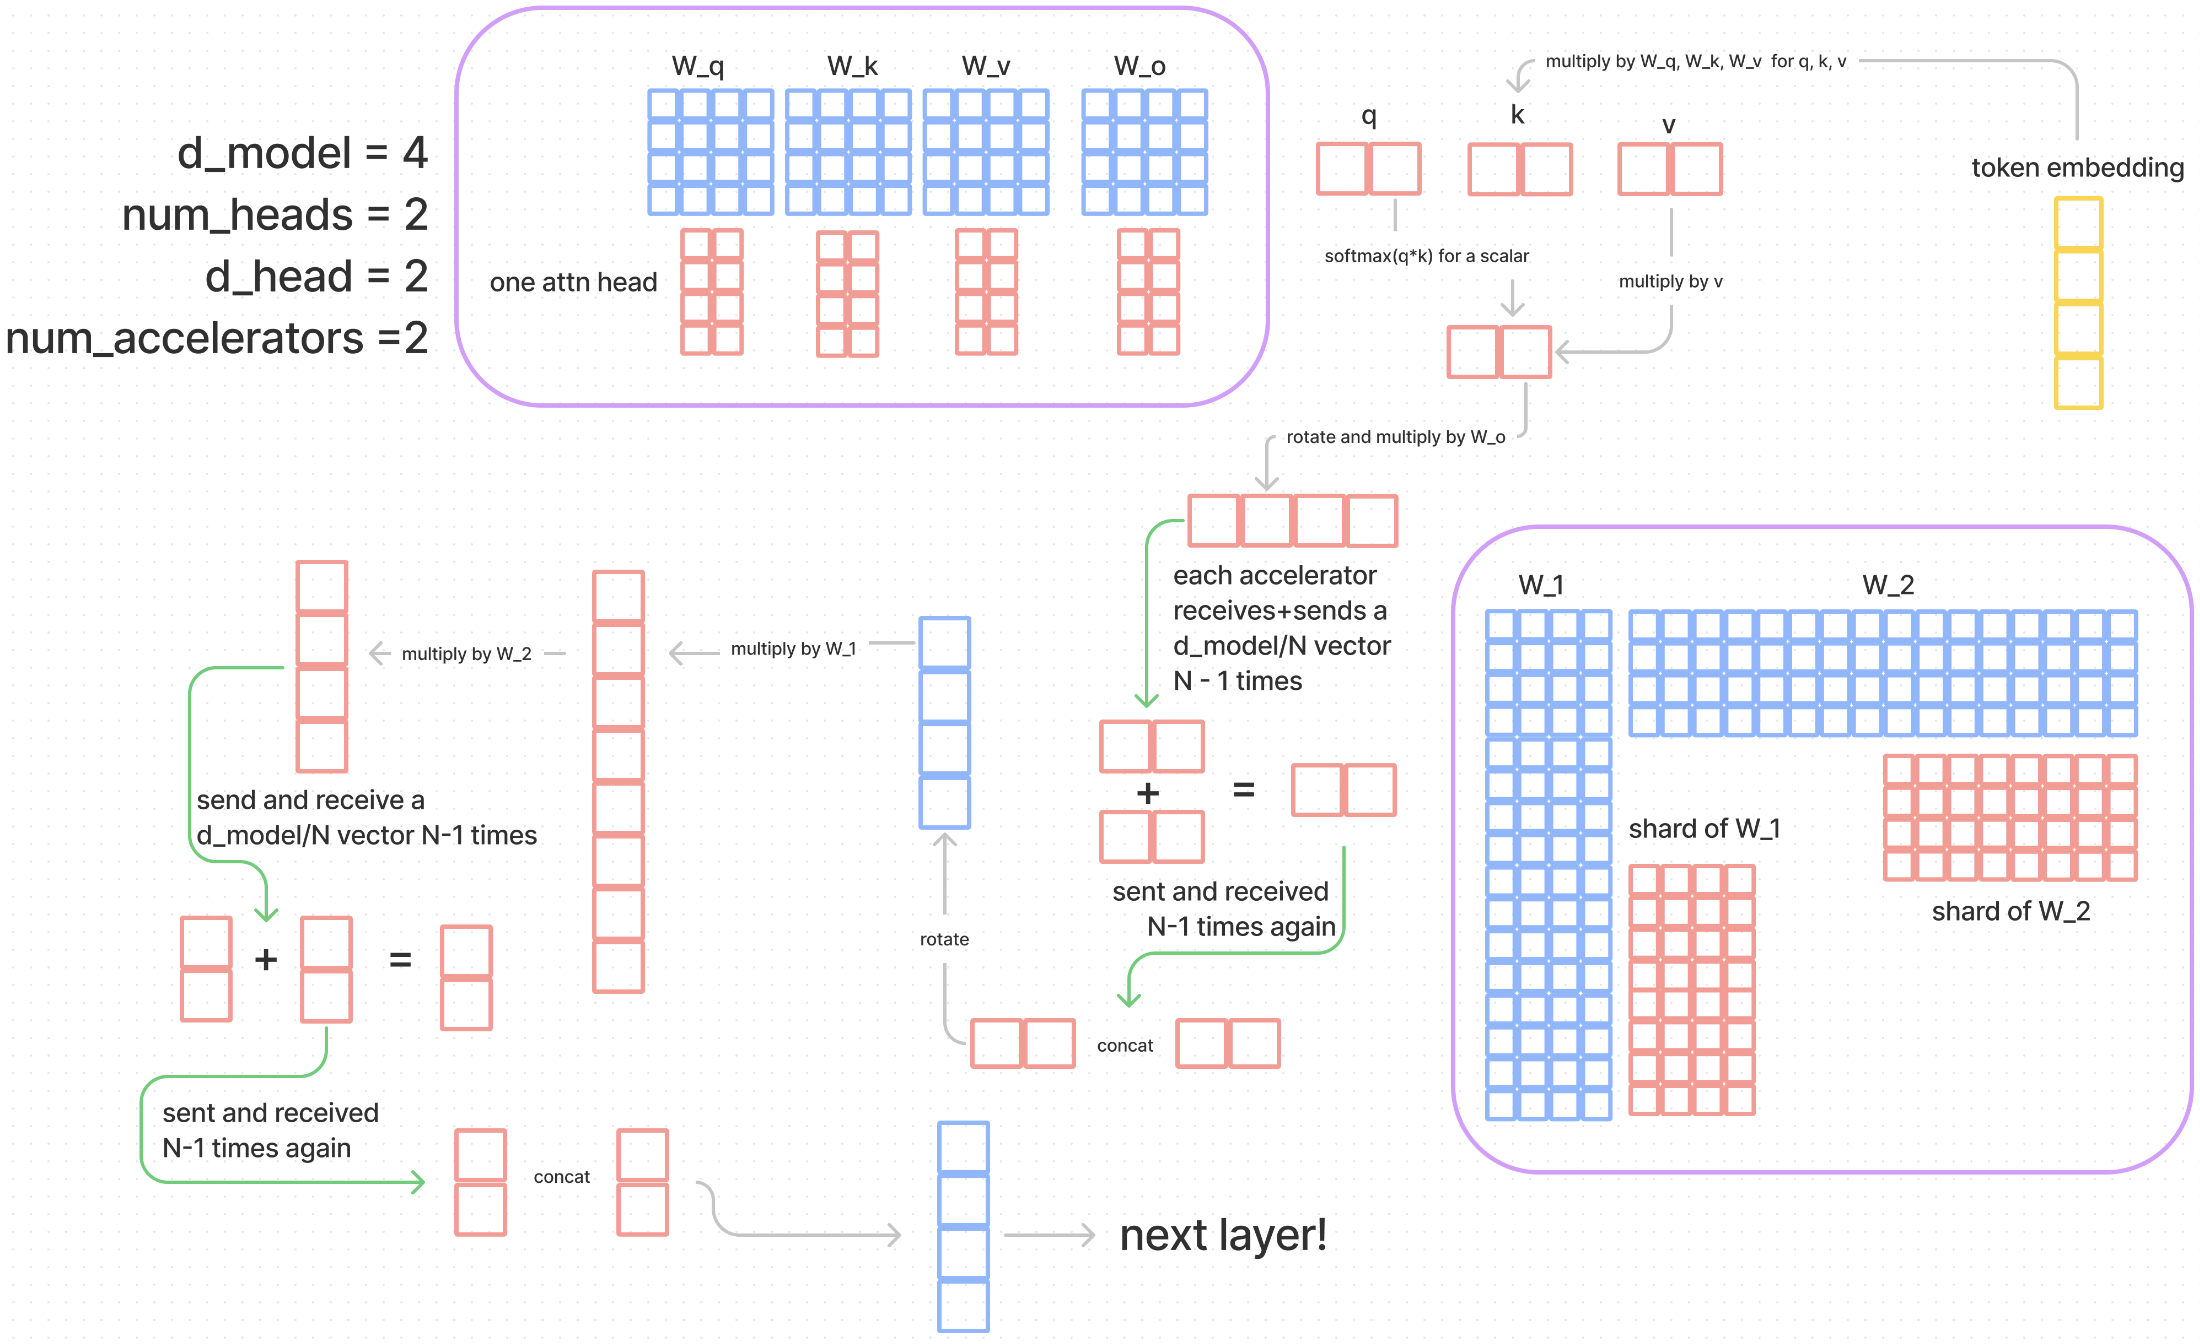 d_model = 4
num_heads = 2
d_head = 2
num_accelerators =2
W_q
W_k
W_v
W_o
one attn head
multiply by W_q, W_k, W_v  for q, k, v
q
k
v
token embedding
softmax(q*k) for a scalar
multiply by v
rotate and multiply by W_o
each accelerator
receives+sends a
d_model/N vector
N - 1 times
+
=
sent and received
N-1 times again
concat
rotate
multiply by W_1
multiply by W_2
send and receive a
d_model/N vector N-1 times
+
=
sent and received
N-1 times again
concat
next layer!
W_1
W_2
shard of W_1
shard of W_2